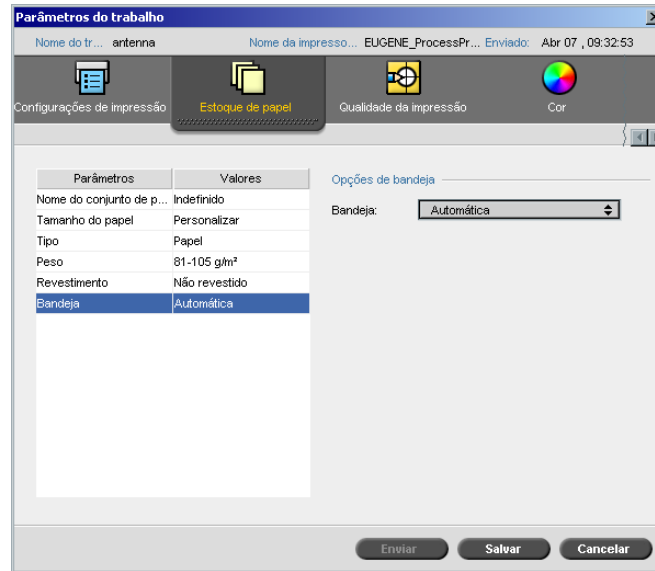 Parâmetros do trabalho
Nome do tr... antenna Nome da impresso... EUGENE_ProcessPr... Enviado: Abr 07 , 09:32:53
Configurações de impressão Estoque de papel Qualidade da impressão Cor
Parâmetros Valores Opções de bandeja
Nome do conjunto de p... Indefinido
Bandeja: Automática
Tamanho do papel Personalizar
Tipo Papel
Peso 81-105 g/m²
Revestimento Não revestido
Bandeja Automática
Enviar Salvar Cancelar